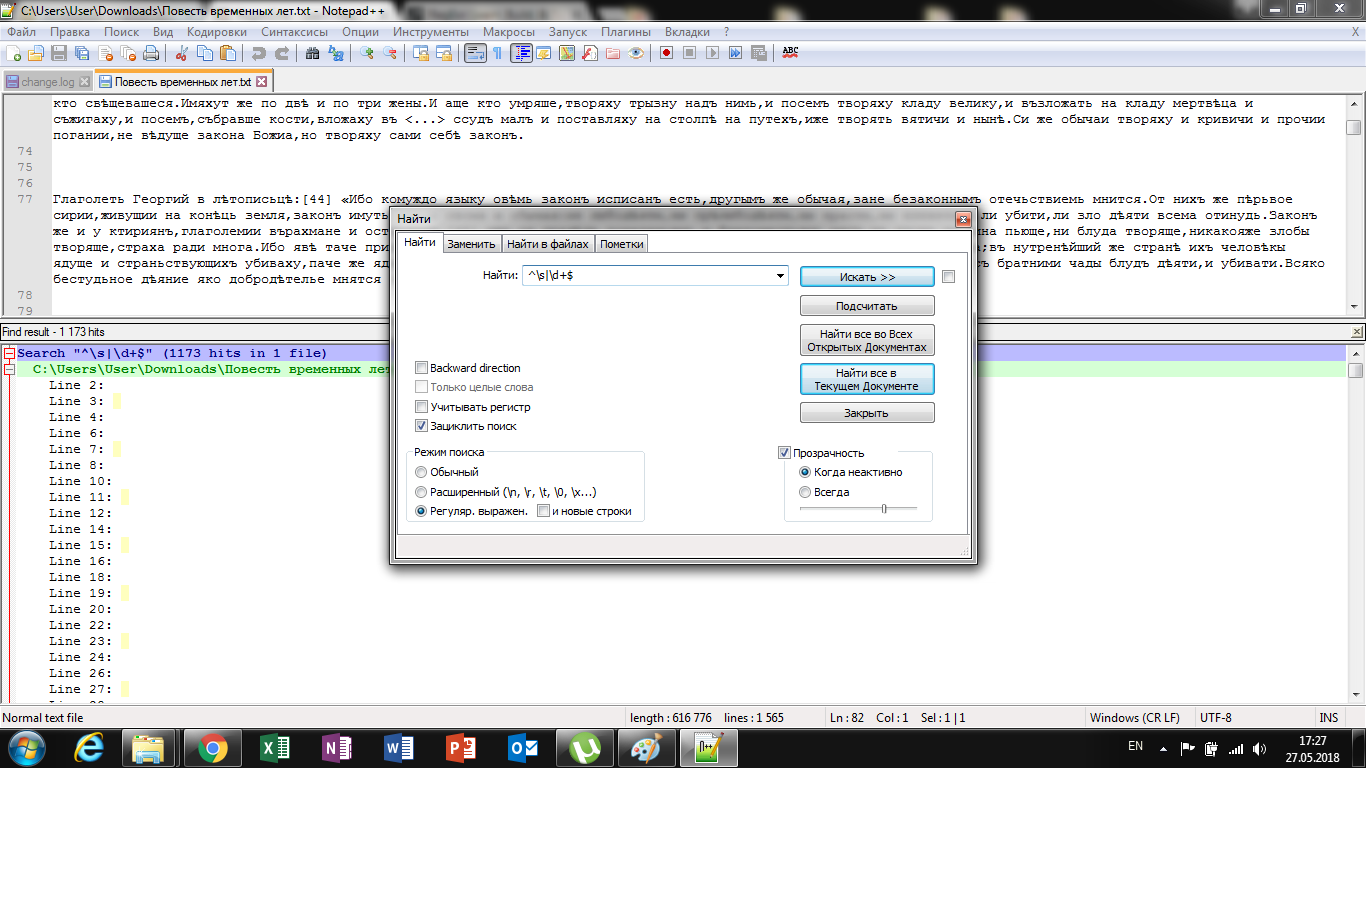 C:\Users\User\Downloads\Повесть временных лет.txt - Notepad++
Файл Правка Поиск Вид Кодировки Синтаксисы Опции Инструменты Макросы Запуск Плагины Вкладки ? X
change.log Повесть временных лет.txt
кто свѣщевашеся.Имяхут же по двѣ и по три жены.И аще кто умряше,творяху трызну надъ нимь,и посемъ творяху кладу велику,и възложать на кладу мертвѣца и
съжигаху,и посемъ,събравше кости,вложаху въ <...> ссудъ малъ и поставляху на столпѣ на путехъ,иже творять вятичи и нынѣ.Си же обычаи творяху и кривичи и прочии
погании,не вѣдуще закона Божиа,но творяху сами себѣ законъ.
74
75
76
77 Глаголеть Георгий в лѣтописьцѣ:[44] «Ибо комуждо языку овѣмь законъ исписанъ есть,другымъ же обычая,зане безаконнымъ отечьствиемь мнится.От нихъ же пѣрьвое
сирии,живущии на конѣць земля,законъ имуть ли убити,ли зло дѣяти всема отинудь.Законъ
же и у ктириянъ,глаголемии върахмане и ост на пьюще,ни блуда творяще,никакояже злобы
творяще,страха ради многа.Ибо явѣ таче при ;въ нутренѣйший же странѣ ихъ человѣкы
ядуще и страньствующихъ убиваху,паче же яд братними чады блудъ дѣяти,и убивати.Всяко
бестудьное дѣяние яко добродѣтелье мнятся
78
79
Find result - 1 173 hits
Search "^\s|\d+$" (1173 hits in 1 file)
C:\Users\User\Downloads\Повесть временных лет
Line 2:
Line 3:
Line 4:
Line 6:
Line 7:
Line 8:
Line 10:
Line 11:
Line 12:
Line 14:
Line 15:
Line 16:
Line 18:
Line 19:
Line 20:
Line 22:
Line 23:
Line 24:
Line 26:
Line 27:
Найти
Найти Заменить Найти в файлах Пометки
Найти: ^\s|\d+$
Искать >>
Подсчитать
Найти все во Всех
Открытых Документах
Найти все в
Текущем Документе
Закрыть
Backward direction
Только целые слова
Учитывать регистр
Зациклить поиск
Режим поиска
Обычный
Расширенный (\n, \r, \t, \0, \x...)
Регуляр. выражен. и новые строки
Прозрачность
Когда неактивно
Всегда
Normal text file length : 616 776 lines : 1 565 Ln : 82 Col : 1 Sel : 1 | 1 Windows (CR LF) UTF-8 INS
EN
17:27
27.05.2018